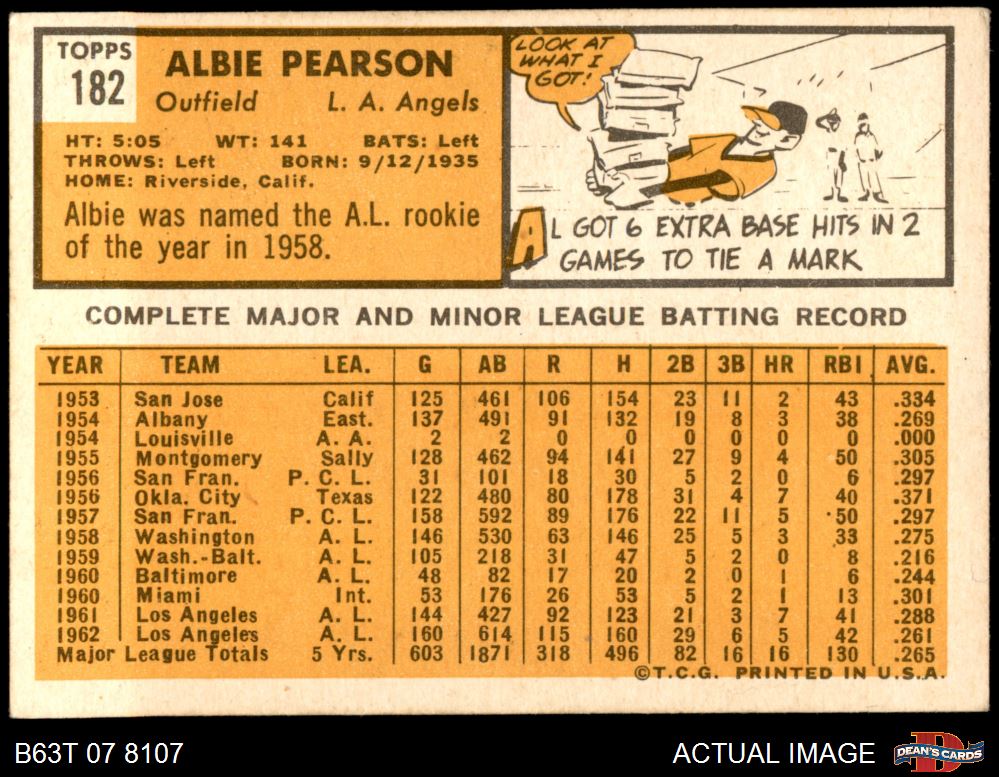 TOPPS
182
ALBIE PEARSON
Outfield L. A. Angels
HT: 5:05 WT: 141 BATS: Left
THROWS: Left BORN: 9/12/1935
HOME: Riverside, Calif.
Albie was named the A.L. rookie
of the year in 1958.
LOOK AT
WHAT I
GOT!
AL GOT 6 EXTRA BASE HITS IN 2
GAMES TO TIE A MARK
COMPLETE MAJOR AND MINOR LEAGUE BATTING RECORD
YEAR TEAM LEA. G AB R H 2B 3B HR RBI AVG.
1953 San Jose Calif 125 461 106 154 23 11 2 43 .334
1954 Albany East. 137 491 91 132 19 8 3 38 .269
1954 Louisville A. A. 2 2 0 0 0 0 0 0 .000
1955 Montgomery Sally 128 462 94 141 27 9 4 50 .305
1956 San Fran. P. C. L. 31 101 18 30 5 2 0 6 .297
1956 Okla. City Texas 122 480 80 178 31 4 7 40 .371
1957 San Fran. P. C. L. 158 592 89 176 22 11 5 50 .297
1958 Washington A. L. 146 530 63 146 25 5 3 33 .275
1959 Wash.-Balt. A. L. 105 218 31 47 5 2 0 8 .216
1960 Baltimore A. L. 48 82 17 20 2 0 1 6 .244
1960 Miami Int. 53 176 26 53 5 2 1 13 .301
1961 Los Angeles A. L. 144 427 92 123 21 3 7 41 .288
1962 Los Angeles A. L. 160 614 115 160 29 6 5 42 .261
Major League Totals 5 Yrs. 603 1871 318 496 82 16 16 130 .265
©T.C.G. PRINTED IN U.S.A.
B63T 07 8107 ACTUAL IMAGE DEAN'S CARDS